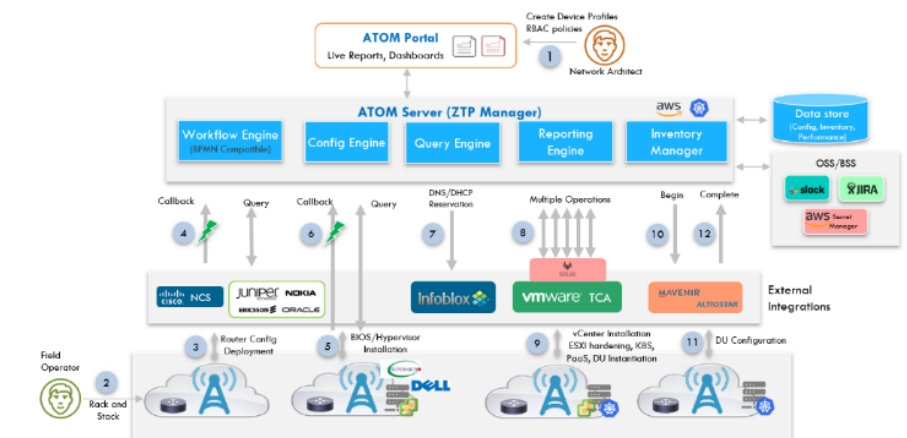 Create Device Profiles
RBAC policies
ATOM Portal
Live Reports, Dashboards
1
Network Architect
ATOM Server (ZTP Manager)
aws
Workflow Engine
(BPMN Compatible)
Config Engine
Query Engine
Reporting
Engine
Inventory
Manager
Data store
(Config, Inventory,
Performance)
OSS/BSS
slack
JIRA
aws Secret
Manager
Callback
Query
Callback
Query
DNS/DHCP
Reservation
Multiple Operations
Begin
Complete
4
6
7
8
10
12
cisco
NCS
JUNIPER
NOKIA
ERICSSON
ORACLE
Infoblox
GitLab
vmware TCA
MAVENIR
ALTIOSTAR
External
Integrations
3
Router Config
Deployment
5
BIOS/Hypervisor
Installation
9
vCenter Installation
ESXI hardening, K8S,
PaaS, DU Instantiation
11
DU Configuration
Field
Operator
2
Rack and
Stack
DELL